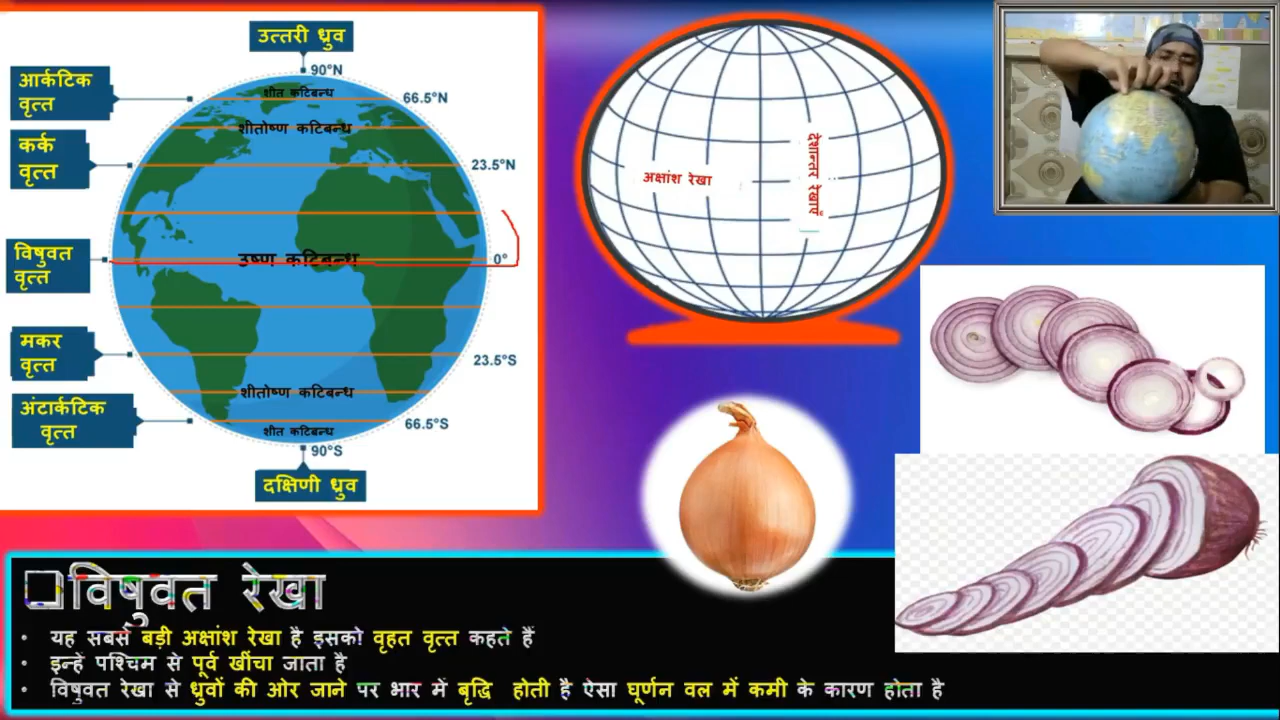 उत्तरी ध्रुव
90°N
आर्कटिक
वृत्त
शीत कटिबन्ध
66.5°N
शीतोष्ण कटिबन्ध
कर्क
वृत्त
23.5°N
विषुवत
वृत्त
उष्ण कटिबन्ध
0°
मकर
वृत्त
23.5°S
शीतोष्ण कटिबन्ध
अंटार्कटिक
वृत्त
66.5°S
शीत कटिबन्ध
90°S
दक्षिणी ध्रुव
अक्षांश रेखा
देशान्तर रेखाएँ
विषुवत रेखा
• यह सबसे बड़ी अक्षांश रेखा है इसको वृहत वृत्त कहते हैं
• इन्हें पश्चिम से पूर्व खींचा जाता है
• विषुवत रेखा से ध्रुवों की ओर जाने पर भार में बृद्धि होती है ऐसा घूर्णन वल में कमी के कारण होता है